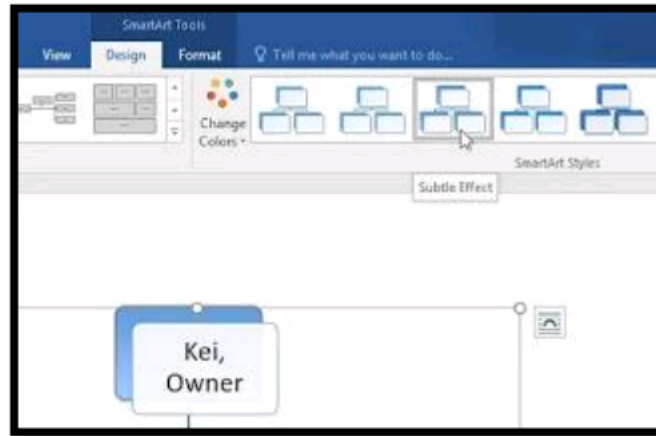 SmartArt Tools
View Design Format Tell me what you want to do...
Change
Colors
SmartArt Styles
Subtle Effect
Kei,
Owner